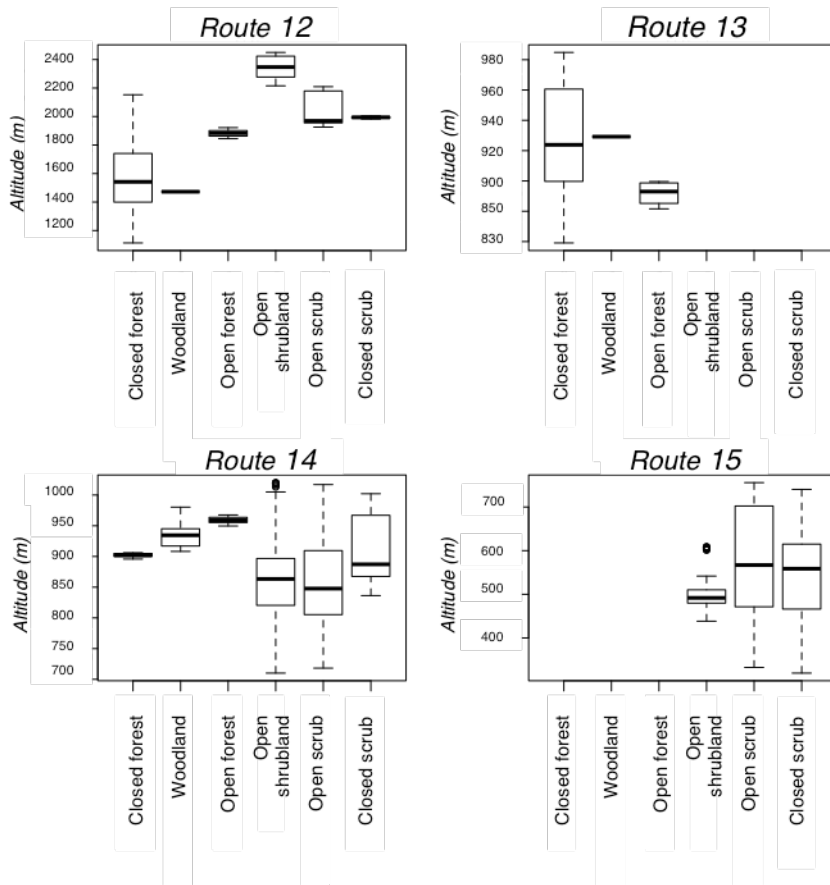 Route 12
Altitude (m)
2400
2200
2000
1800
1600
1400
1200
Closed forest
Woodland
Open forest
Open
shrubland
Open scrub
Closed scrub
Route 13
Altitude (m)
980
960
940
920
900
850
830
Closed forest
Woodland
Open forest
Open
shrubland
Open scrub
Closed scrub
Route 14
Altitude (m)
1000
950
900
850
800
750
700
Closed forest
Woodland
Open forest
Open
shrubland
Open scrub
Closed scrub
Route 15
Altitude (m)
700
600
500
400
Closed forest
Woodland
Open forest
Open
shrubland
Open scrub
Closed scrub